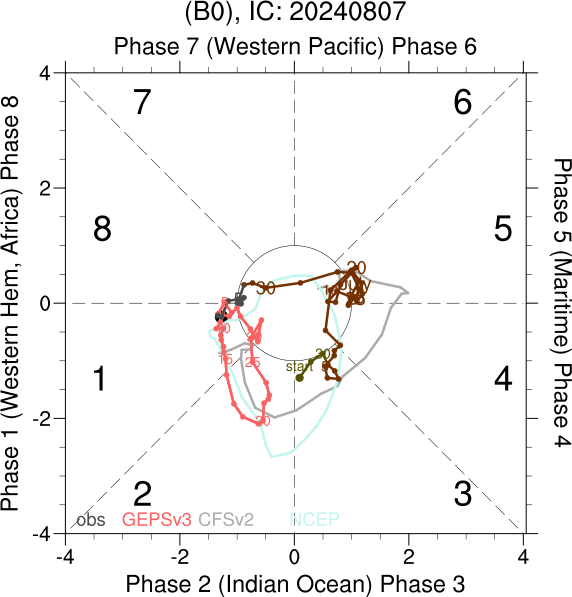 (B0), IC: 20240807
Phase 7 (Western Pacific) Phase 6
Phase 1 (Western Hem, Africa) Phase 8
Phase 5 (Maritime) Phase 4
4
2
0
-2
-4
7
6
8
5
1
4
2
3
30
20
5
15
25
20
start
20
obs GEPSv3 CFSv2 NCEP
-4 -2 0 2 4
Phase 2 (Indian Ocean) Phase 3